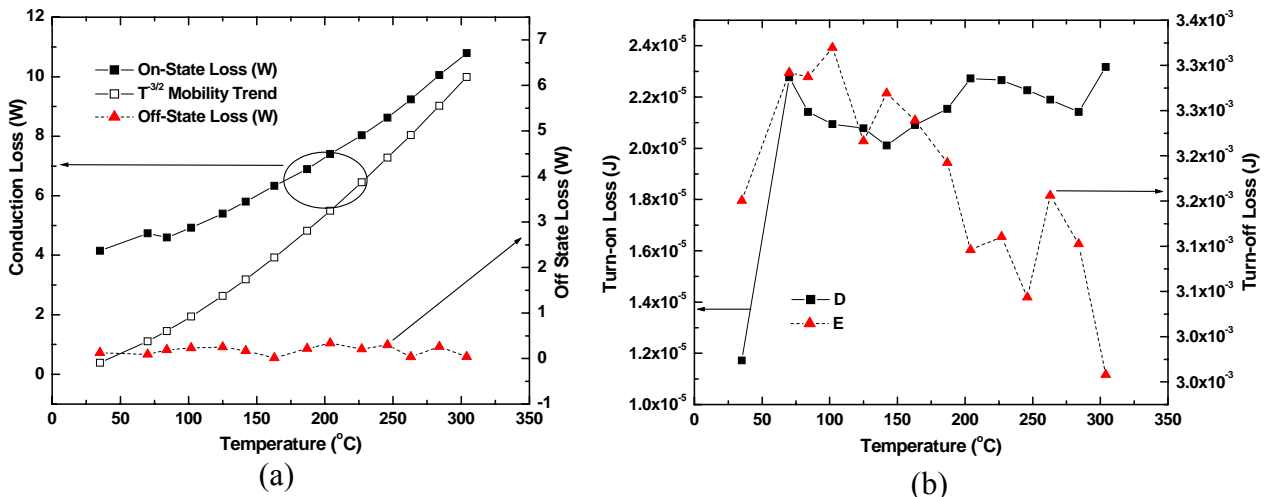 12
10
8
6
4
2
0
Conduction Loss (W)
On-State Loss (W)
T^-3/2 Mobility Trend
Off-State Loss (W)
7
6
5
4
3
2
1
0
-1
Off State Loss (W)
0 50 100 150 200 250 300 350
Temperature (°C)
(a)
2.4x10^-5
2.2x10^-5
2.0x10^-5
1.8x10^-5
1.6x10^-5
1.4x10^-5
1.2x10^-5
1.0x10^-5
Turn-on Loss (J)
D
E
3.4x10^-3
3.3x10^-3
3.3x10^-3
3.2x10^-3
3.2x10^-3
3.1x10^-3
3.1x10^-3
3.0x10^-3
3.0x10^-3
Turn-off Loss (J)
0 50 100 150 200 250 300 350
Temperature (°C)
(b)